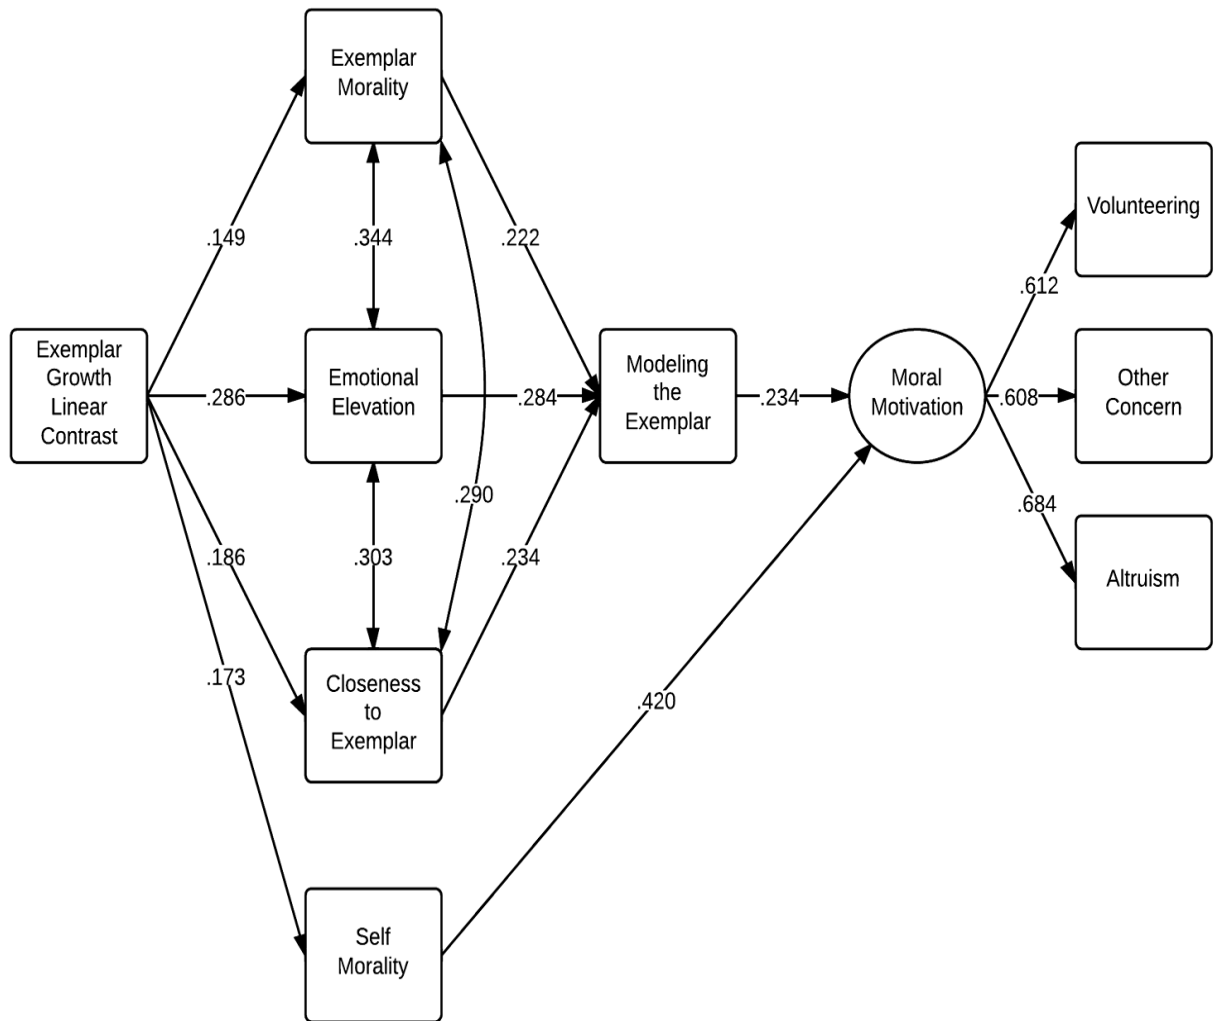 Exemplar
Morality
.149
.344
.222
Volunteering
.612
Exemplar
Growth
Linear
Contrast
.286
Emotional
Elevation
.284
Modeling
the
Exemplar
.234
Moral
Motivation
.608
Other
Concern
.290
.684
.186
.303
.234
Altruism
.173
Closeness
to
Exemplar
.420
Self
Morality